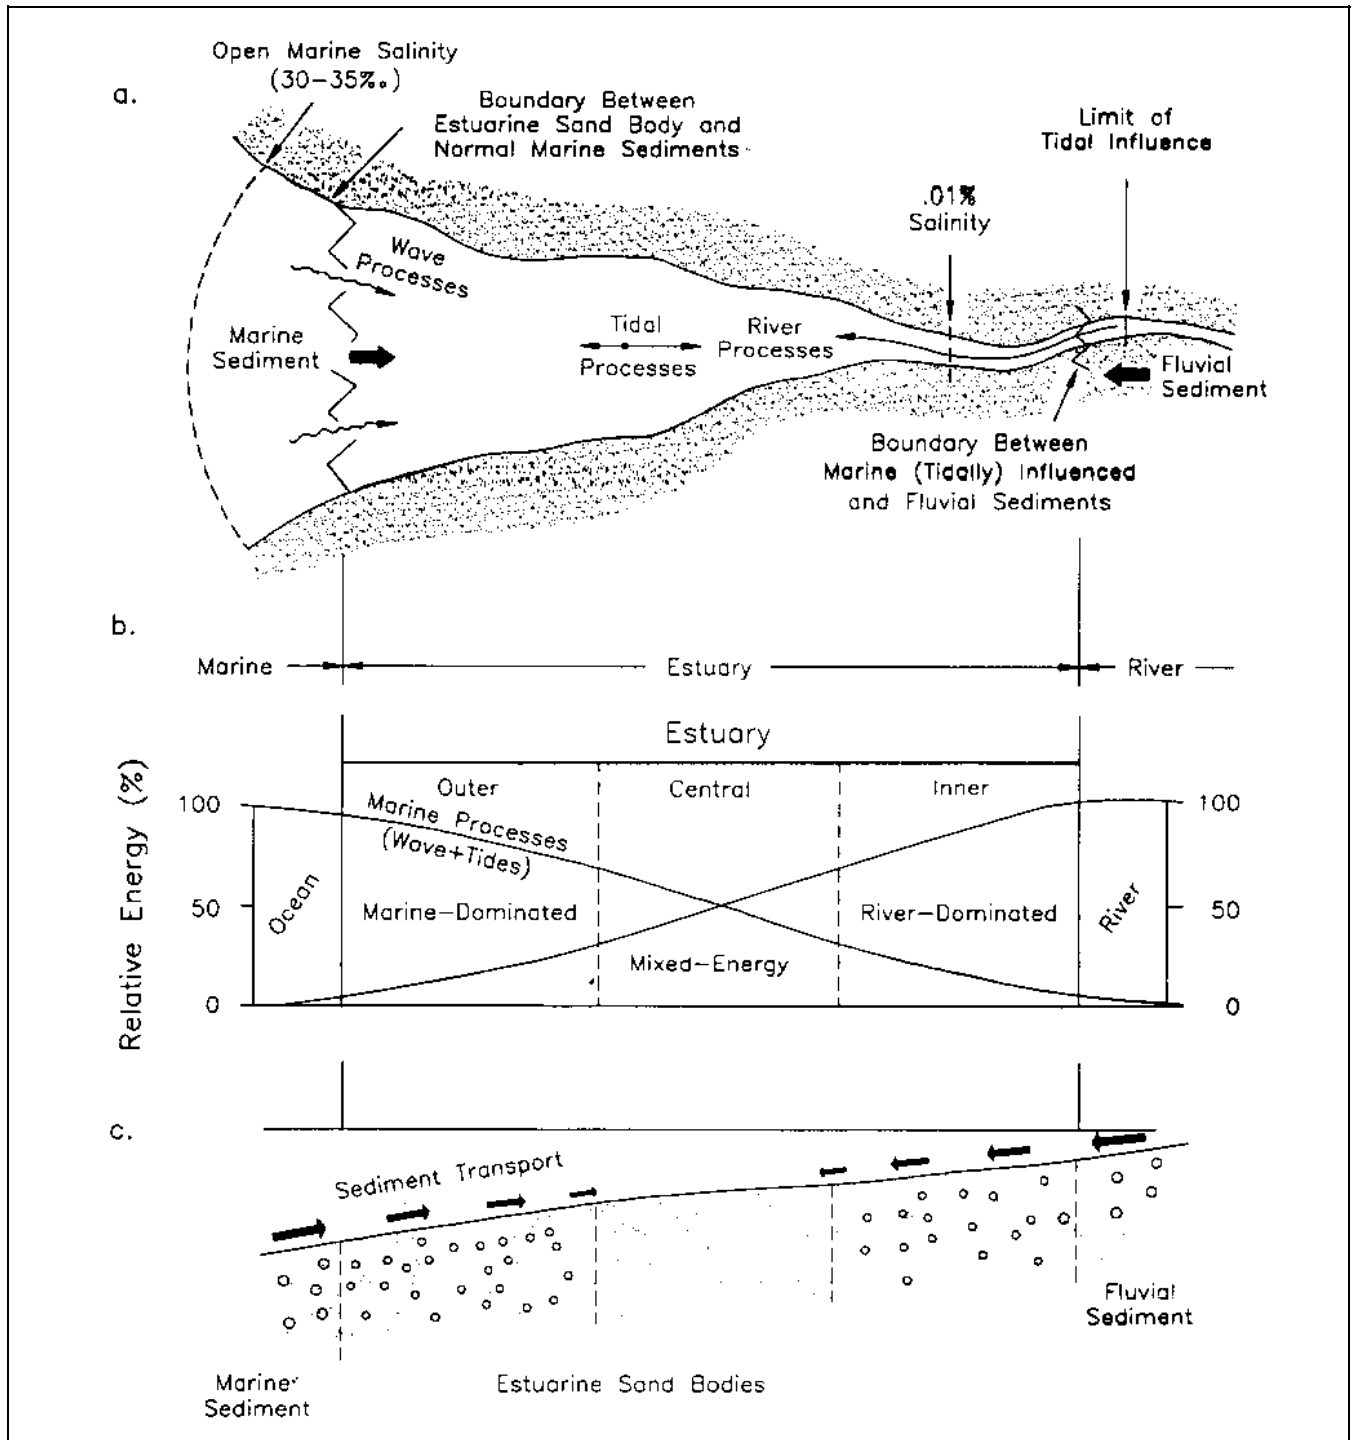 a.
Open Marine Salinity
(30-35‰)
Boundary Between
Estuarine Sand Body and
Normal Marine Sediments
Limit of
Tidal Influence
.01%
Salinity
Wave
Processes
Marine
Sediment
Tidal
Processes
River
Processes
Fluvial
Sediment
Boundary Between
Marine (Tidally) Influenced
and Fluvial Sediments
b.
Marine
Estuary
River
Estuary
Outer
Central
Inner
Relative Energy (%)
100
50
0
Marine Processes
(Wave+Tides)
Ocean
Marine-Dominated
Mixed-Energy
River-Dominated
River
100
50
0
c.
Sediment Transport
Fluvial
Sediment
Marine
Sediment
Estuarine Sand Bodies